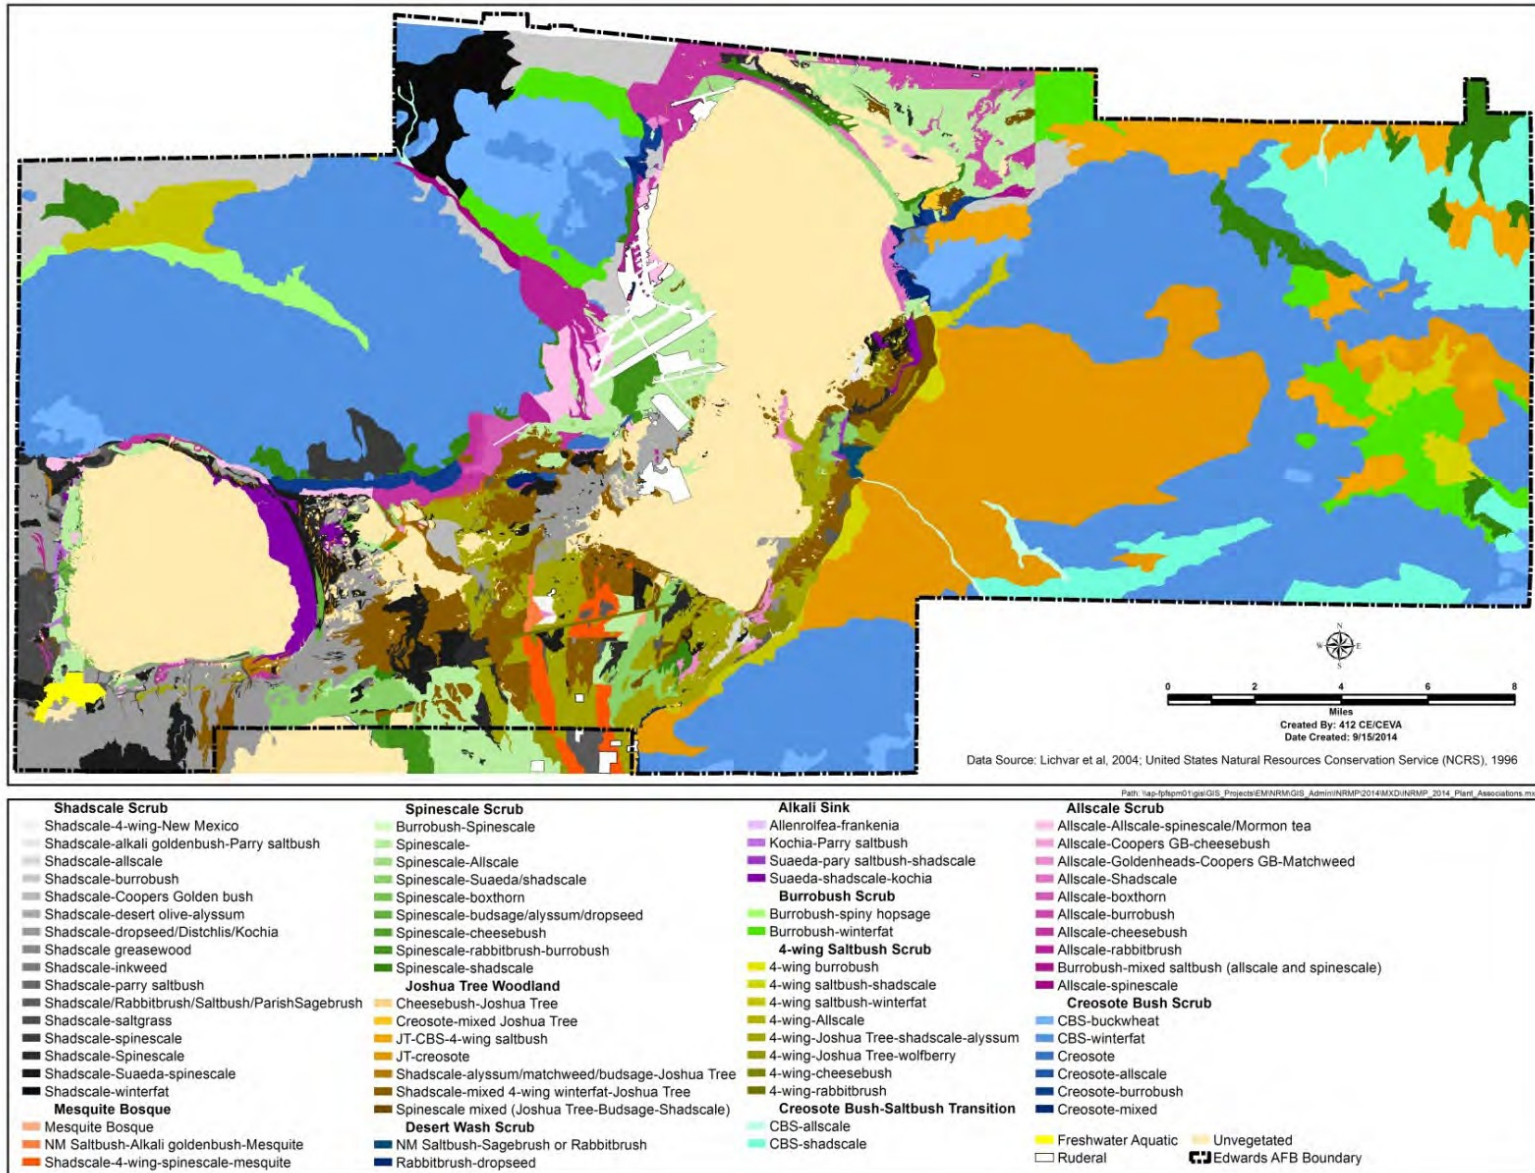 N
W E
S
0 2 4 6 8
Miles
Created By: 412 CE/CEVA
Date Created: 9/15/2014
Data Source: Lichvar et al, 2004; United States Natural Resources Conservation Service (NCRS), 1996
Shadscale Scrub
Shadscale-4-wing-New Mexico
Shadscale-alkali goldenbush-Parry saltbush
Shadscale-allscale
Shadscale-burrobush
Shadscale-Coopers Golden bush
Shadscale-desert olive-alyssum
Shadscale-dropseed/Distchlis/Kochia
Shadscale greasewood
Shadscale-inkweed
Shadscale-parry saltbush
Shadscale/Rabbitbrush/Saltbush/ParishSagebrush
Shadscale-saltgrass
Shadscale-spinescale
Shadscale-Spinescale
Shadscale-Suaeda-spinescale
Shadscale-winterfat
Mesquite Bosque
Mesquite Bosque
NM Saltbush-Alkali goldenbush-Mesquite
Shadscale-4-wing-spinescale-mesquite
Spinescale Scrub
Burrobush-Spinescale
Spinescale-
Spinescale-Allscale
Spinescale-Suaeda/shadscale
Spinescale-boxthorn
Spinescale-budsage/alyssum/dropseed
Spinescale-cheesebush
Spinescale-rabbitbrush-burrobush
Spinescale-shadscale
Joshua Tree Woodland
Cheesebush-Joshua Tree
Creosote-mixed Joshua Tree
JT-CBS-4-wing saltbush
JT-creosote
Shadscale-alyssum/matchweed/budsage-Joshua Tree
Shadscale-mixed 4-wing winterfat-Joshua Tree
Spinescale mixed (Joshua Tree-Budsage-Shadscale)
Desert Wash Scrub
NM Saltbush-Sagebrush or Rabbitbrush
Rabbitbrush-dropseed
Alkali Sink
Allenrolfea-frankenia
Kochia-Parry saltbush
Suaeda-pary saltbush-shadscale
Suaeda-shadscale-kochia
Burrobush Scrub
Burrobush-spiny hopsage
Burrobush-winterfat
4-wing Saltbush Scrub
4-wing burrobush
4-wing saltbush-shadscale
4-wing saltbush-winterfat
4-wing-Allscale
4-wing-Joshua Tree-shadscale-alyssum
4-wing-Joshua Tree-wolfberry
4-wing-cheesebush
4-wing-rabbitbrush
Creosote Bush-Saltbush Transition
CBS-allscale
CBS-shadscale
Allscale Scrub
Allscale-Allscale-spinescale/Mormon tea
Allscale-Coopers GB-cheesebush
Allscale-Goldenheads-Coopers GB-Matchweed
Allscale-Shadscale
Allscale-boxthorn
Allscale-burrobush
Allscale-cheesebush
Allscale-rabbitbrush
Burrobush-mixed saltbush (allscale and spinescale)
Allscale-spinescale
Creosote Bush Scrub
CBS-buckwheat
CBS-winterfat
Creosote
Creosote-allscale
Creosote-burrobush
Creosote-mixed
Freshwater Aquatic Unvegetated
Ruderal Edwards AFB Boundary